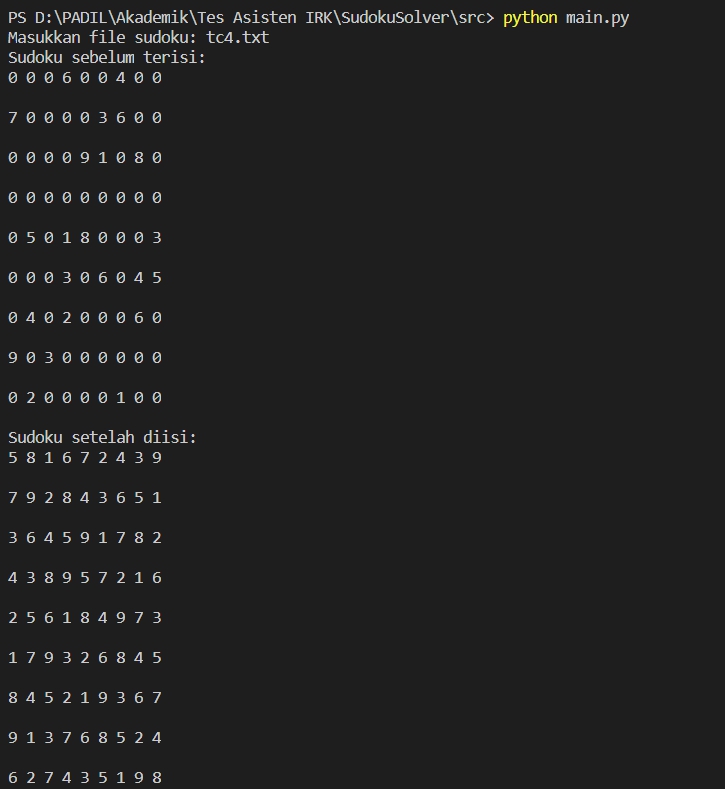 PS D:\PADIL\Akademik\Tes Asisten IRK\SudokuSolver\src> python main.py
Masukkan file sudoku: tc4.txt
Sudoku sebelum terisi:
0 0 0 6 0 0 4 0 0
7 0 0 0 0 3 6 0 0
0 0 0 0 9 1 0 8 0
0 0 0 0 0 0 0 0 0
0 5 0 1 8 0 0 0 3
0 0 0 3 0 6 0 4 5
0 4 0 2 0 0 0 6 0
9 0 3 0 0 0 0 0 0
0 2 0 0 0 0 1 0 0
Sudoku setelah diisi:
5 8 1 6 7 2 4 3 9
7 9 2 8 4 3 6 5 1
3 6 4 5 9 1 7 8 2
4 3 8 9 5 7 2 1 6
2 5 6 1 8 4 9 7 3
1 7 9 3 2 6 8 4 5
8 4 5 2 1 9 3 6 7
9 1 3 7 6 8 5 2 4
6 2 7 4 3 5 1 9 8